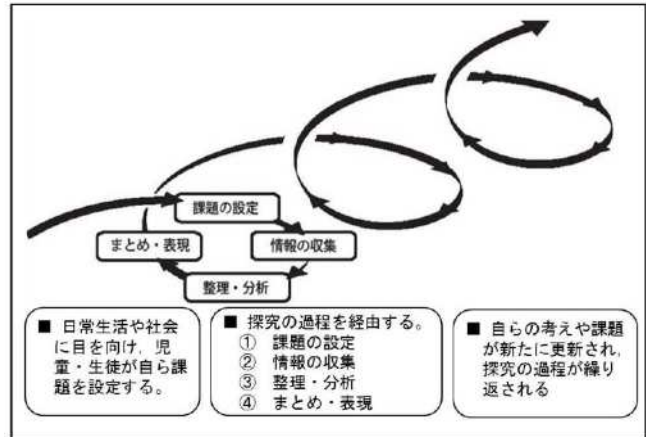 課題の設定
まとめ・表現
情報の収集
整理・分析
■ 日常生活や社会
に目を向け，児
童・生徒が自ら課
題を設定する。
■ 探究の過程を経由する。
① 課題の設定
② 情報の収集
③ 整理・分析
④ まとめ・表現
■ 自らの考えや課題
が新たに更新され，
探究の過程が繰り
返される